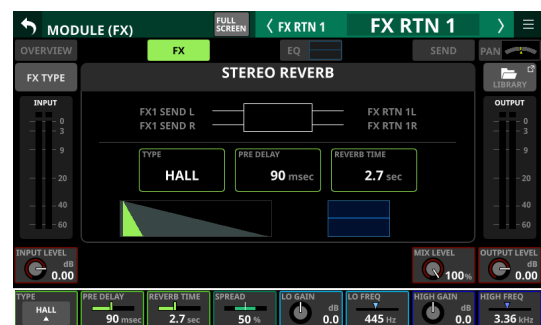 MODULE (FX)
FULL
SCREEN
FX RTN 1
FX RTN 1
OVERVIEW
FX
EQ
SEND
PAN
FX TYPE
STEREO REVERB
LIBRARY
INPUT
OUTPUT
FX1 SEND L
FX RTN 1L
FX1 SEND R
FX RTN 1R
0
3
9
20
40
60
0
3
9
20
40
60
TYPE
HALL
PRE DELAY
90 msec
REVERB TIME
2.7 sec
INPUT LEVEL
dB
0.00
MIX LEVEL
100%
OUTPUT LEVEL
dB
0.00
TYPE
HALL
PRE DELAY
90 msec
REVERB TIME
2.7 sec
SPREAD
50 %
LO GAIN
dB
0.0
LO FREQ
445 Hz
HIGH GAIN
dB
0.0
HIGH FREQ
3.36 kHz